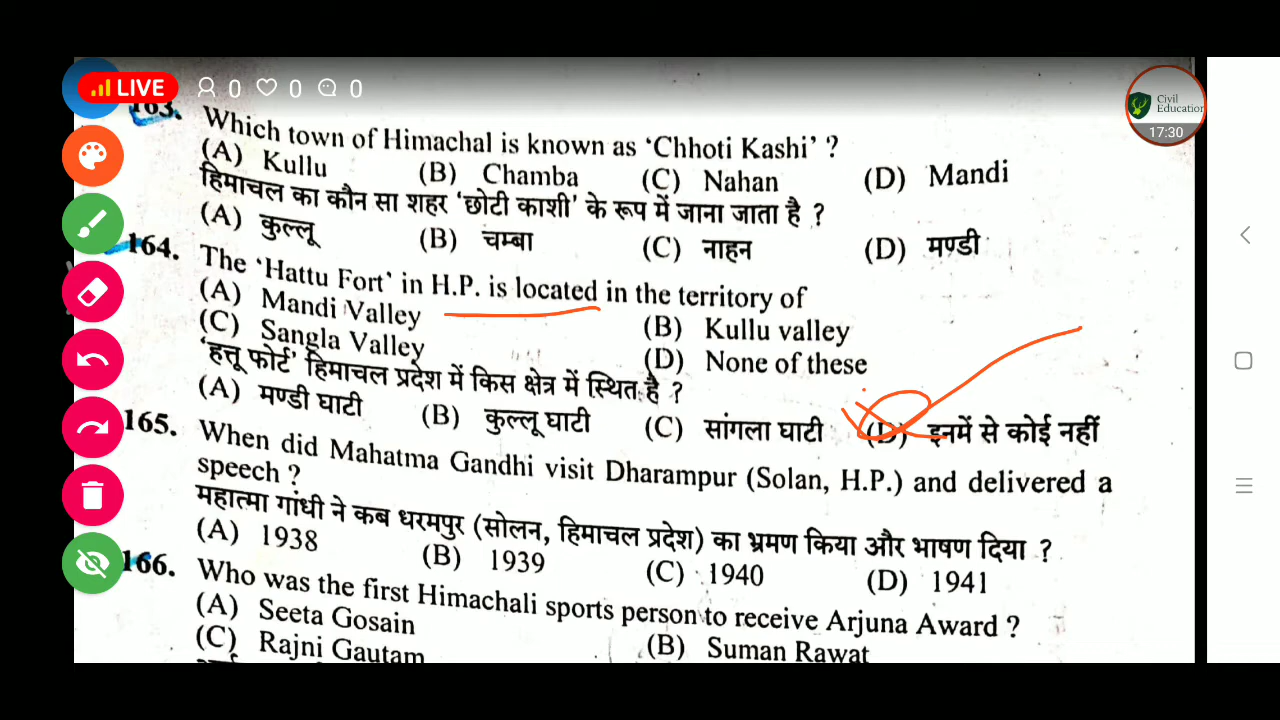 LIVE 0 0 0
Civil Education
17:30
163. Which town of Himachal is known as ‘Chhoti Kashi’ ?
(A) Kullu (B) Chamba (C) Nahan (D) Mandi
हिमाचल का कौन सा शहर ‘छोटी काशी’ के रूप में जाना जाता है ?
(A) कुल्लू (B) चम्बा (C) नाहन (D) मण्डी
164. The ‘Hattu Fort’ in H.P. is located in the territory of
(A) Mandi Valley (B) Kullu valley
(C) Sangla Valley (D) None of these
‘हत्तू फोर्ट’ हिमाचल प्रदेश में किस क्षेत्र में स्थित है ?
(A) मण्डी घाटी (B) कुल्लू घाटी (C) सांगला घाटी (D) इनमें से कोई नहीं
165. When did Mahatma Gandhi visit Dharampur (Solan, H.P.) and delivered a
speech ?
महात्मा गांधी ने कब धरमपुर (सोलन, हिमाचल प्रदेश) का भ्रमण किया और भाषण दिया ?
(A) 1938 (B) 1939 (C) 1940 (D) 1941
166. Who was the first Himachali sports person to receive Arjuna Award ?
(A) Seeta Gosain (B) Suman Rawat
(C) Rajni Gautam